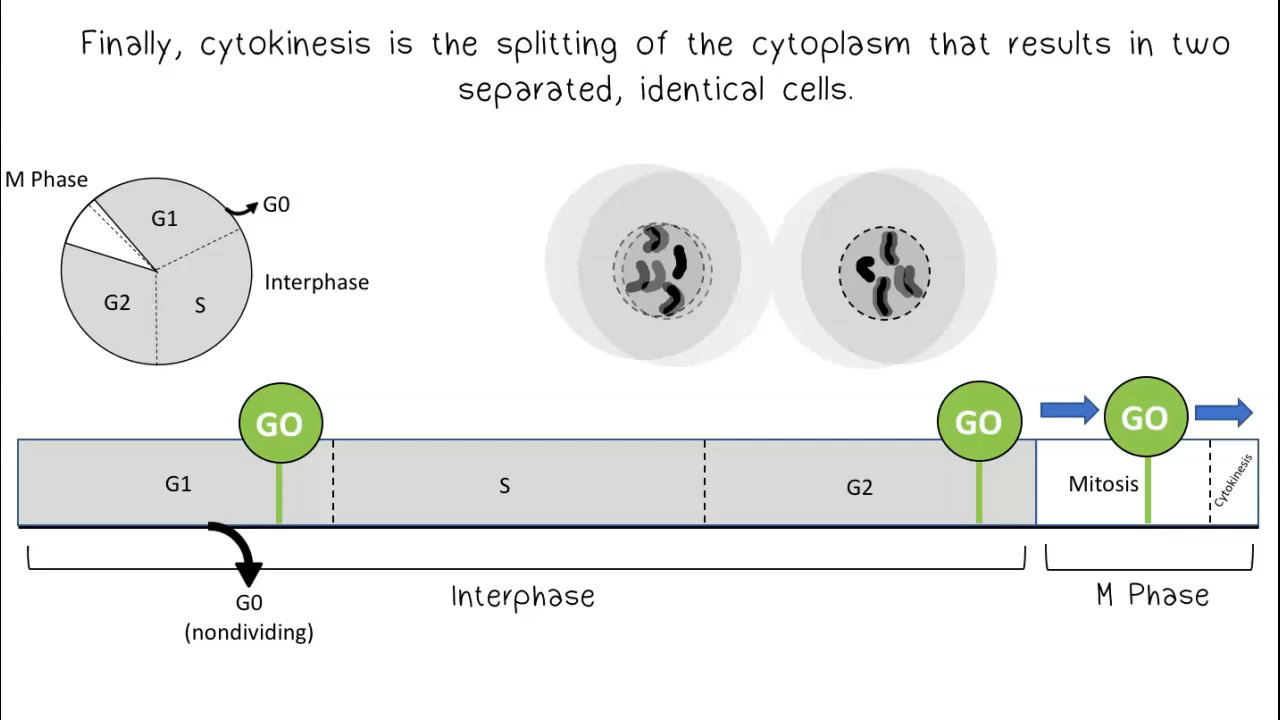 Finally, cytokinesis is the splitting of the cytoplasm that results in two
separated, identical cells.
M Phase
G1
G0
Interphase
G2
S
GO
GO
GO
G1
S
G2
Mitosis
Cytokinesis
Interphase
M Phase
G0
(nondividing)